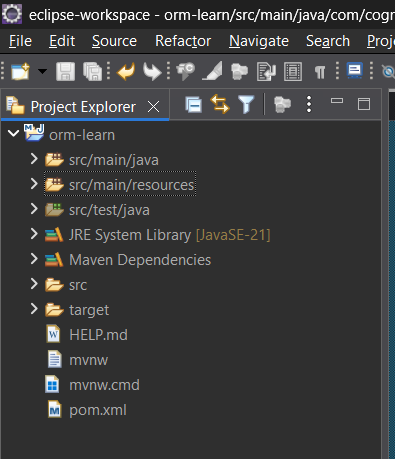 eclipse-workspace - orm-learn/src/main/java/com/cogn
File Edit Source Refactor Navigate Search Proj
Project Explorer
orm-learn
src/main/java
src/main/resources
src/test/java
JRE System Library [JavaSE-21]
Maven Dependencies
src
target
HELP.md
mvnw
mvnw.cmd
pom.xml